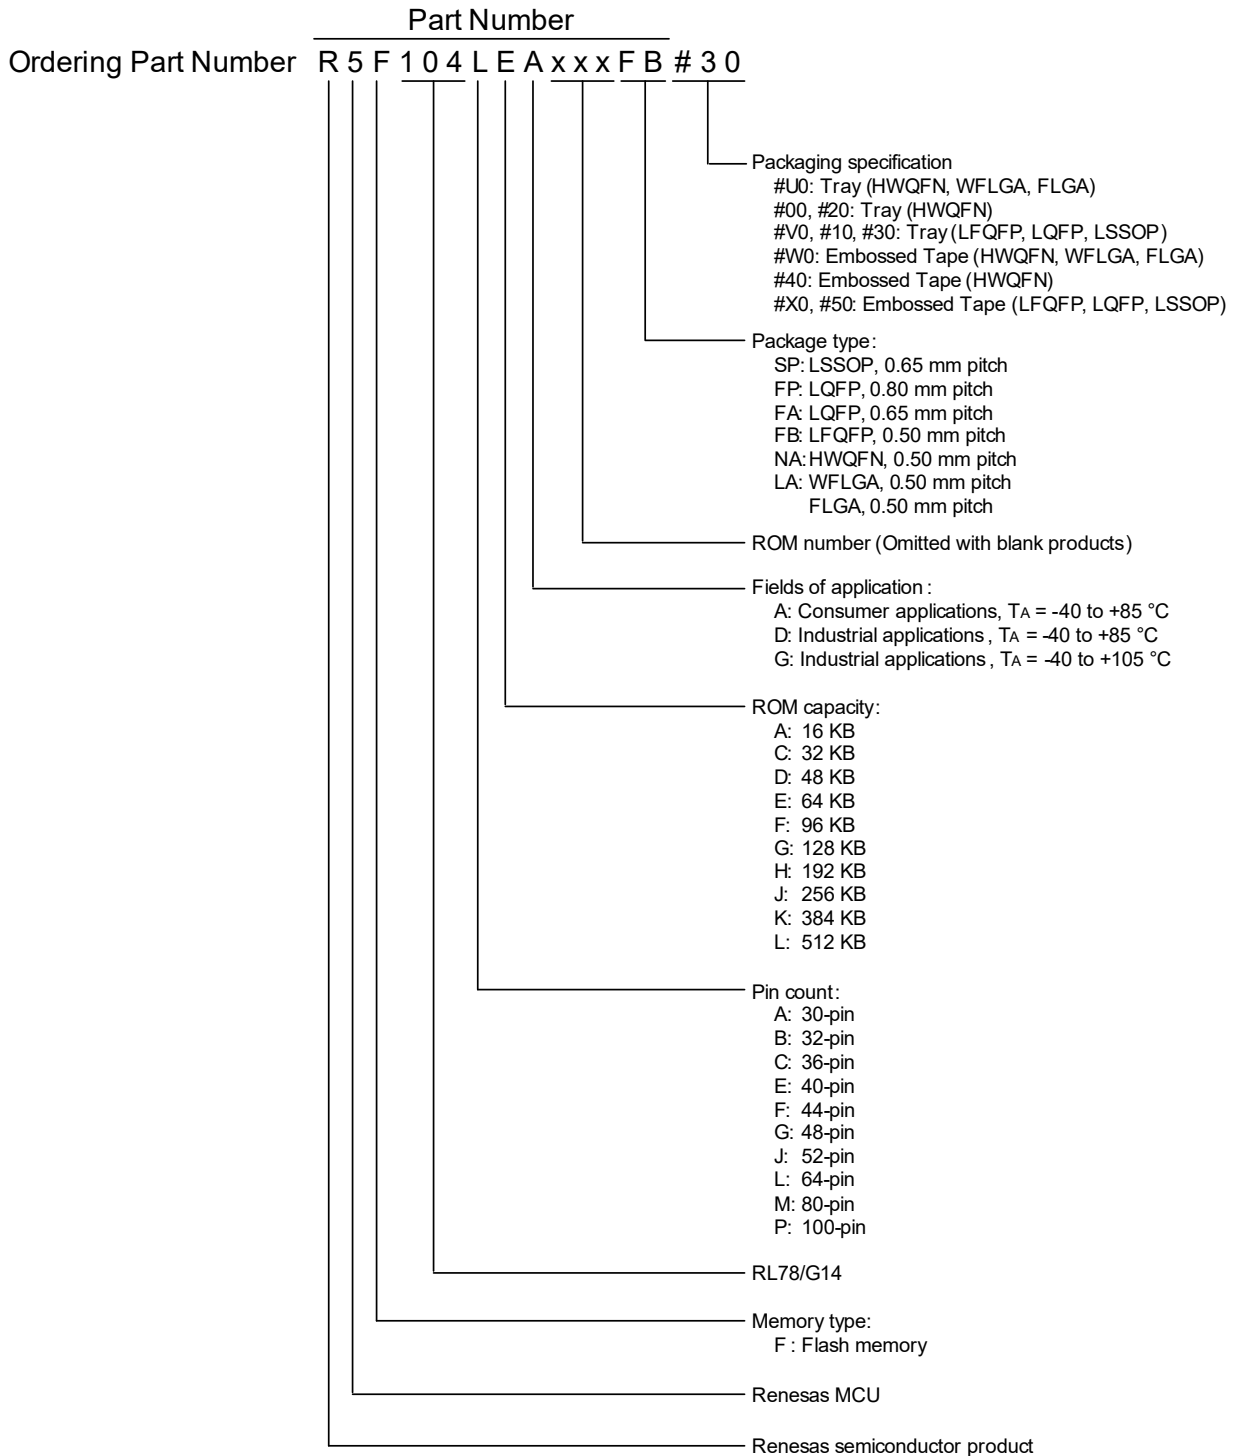 Part Number
Ordering Part Number R 5 F 1 0 4 L E A x x x F B # 3 0
Packaging specification
#U0: Tray (HWQFN, WFLGA, FLGA)
#00, #20: Tray (HWQFN)
#V0, #10, #30: Tray (LFQFP, LQFP, LSSOP)
#W0: Embossed Tape (HWQFN, WFLGA, FLGA)
#40: Embossed Tape (HWQFN)
#X0, #50: Embossed Tape (LFQFP, LQFP, LSSOP)
Package type:
SP: LSSOP, 0.65 mm pitch
FP: LQFP, 0.80 mm pitch
FA: LQFP, 0.65 mm pitch
FB: LFQFP, 0.50 mm pitch
NA: HWQFN, 0.50 mm pitch
LA: WFLGA, 0.50 mm pitch
FLGA, 0.50 mm pitch
ROM number (Omitted with blank products)
Fields of application :
A: Consumer applications, TA = -40 to +85 °C
D: Industrial applications , TA = -40 to +85 °C
G: Industrial applications , TA = -40 to +105 °C
ROM capacity:
A: 16 KB
C: 32 KB
D: 48 KB
E: 64 KB
F: 96 KB
G: 128 KB
H: 192 KB
J: 256 KB
K: 384 KB
L: 512 KB
Pin count:
A: 30-pin
B: 32-pin
C: 36-pin
E: 40-pin
F: 44-pin
G: 48-pin
J: 52-pin
L: 64-pin
M: 80-pin
P: 100-pin
RL78/G14
Memory type:
F : Flash memory
Renesas MCU
Renesas semiconductor product